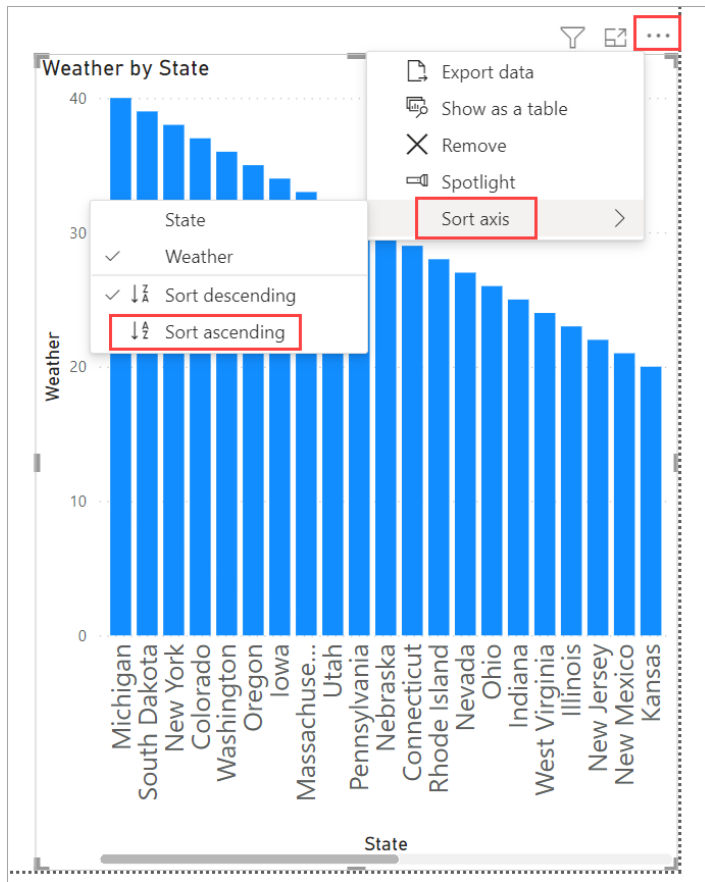 ...
Weather by State
Export data
Show as a table
Remove
Spotlight
Sort axis
State
Weather
Sort descending
Sort ascending
40
30
20
10
0
Weather
Michigan
South Dakota
New York
Colorado
Washington
Oregon
Iowa
Massachuse...
Utah
Pennsylvania
Nebraska
Connecticut
Rhode Island
Nevada
Ohio
Indiana
West Virginia
Illinois
New Jersey
New Mexico
Kansas
State